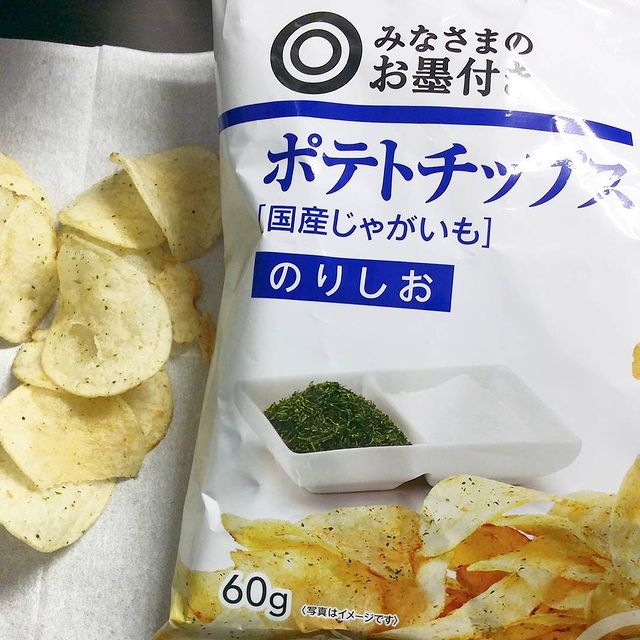 みなさまの
お墨付き
ポテトチップス
［国産じゃがいも］
のりしお
60g
〈写真はイメージです〉